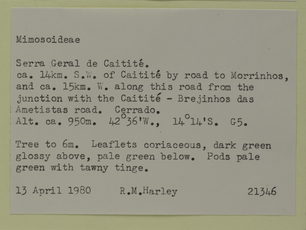 Mimosoideae
Serra Geral de Caitité.
ca. 14km. S.W. of Caitité by road to Morrinhos,
and ca. 15km. W. along this road from the
junction with the Caitité - Brejinhos das
Ametistas road. Cerrado.
Alt. ca. 950m. 42°36'W., 14°14'S. G5.
Tree to 6m. Leaflets coriaceous, dark green
glossy above, pale green below. Pods pale
green with tawny tinge.
13 April 1980 R.M.Harley 21346